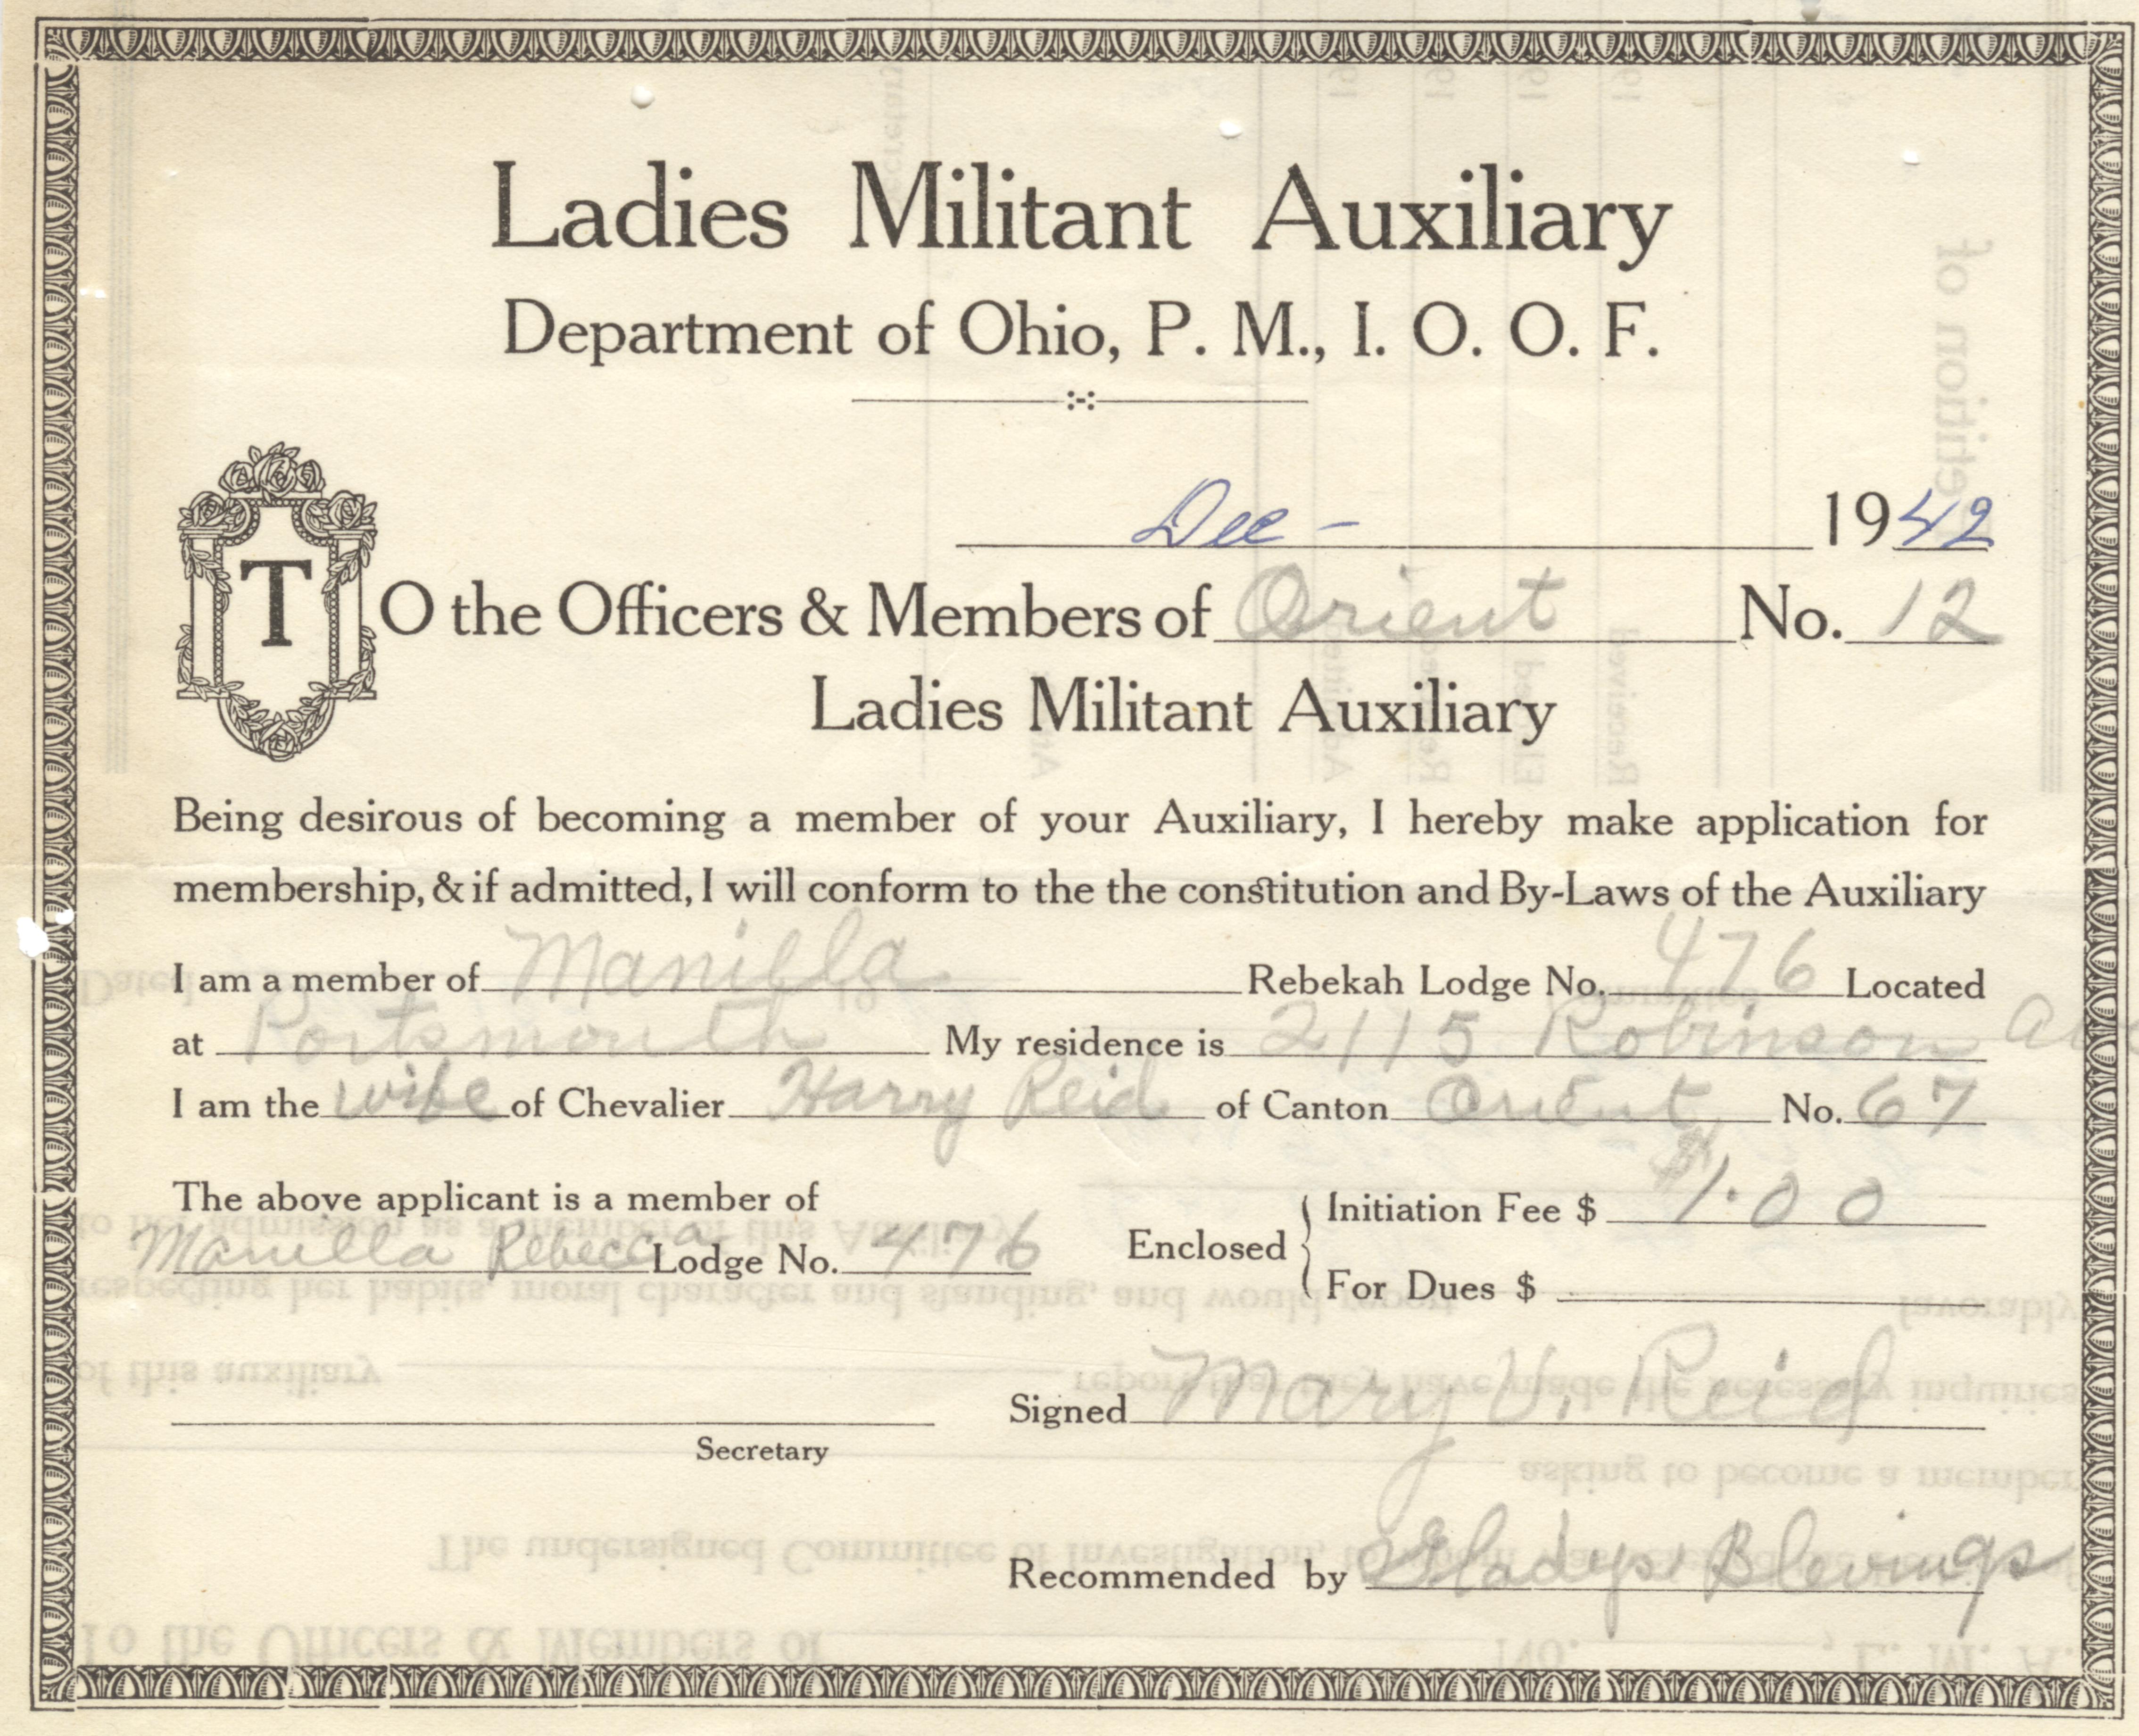 Ladies Militant Auxiliary
Department of Ohio, P. M., I. O. O. F.
Dec - 1942
TO the Officers & Members of Orient No. 12
Ladies Militant Auxiliary
Being desirous of becoming a member of your Auxiliary, I hereby make application for
membership, & if admitted, I will conform to the the constitution and By-Laws of the Auxiliary
I am a member of Manilla Rebekah Lodge No. 476 Located
at Portsmouth My residence is 2115 Robinson Ave
I am the wife of Chevalier Harry Reid of Canton Orient No. 67
The above applicant is a member of
Manilla Rebecca Lodge No. 476
Enclosed
Initiation Fee $ $1.00
For Dues $
Signed Mary V. Reid
Secretary
Recommended by Gladys Blevings